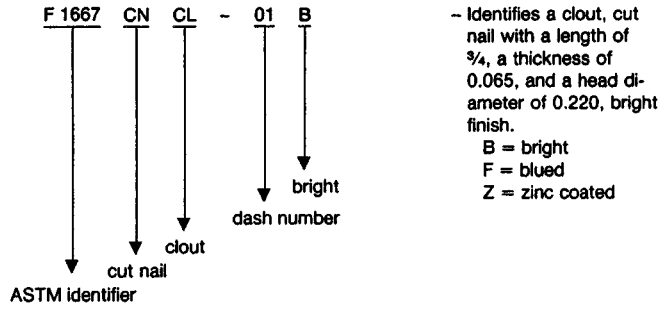 F 1667 CN CL - 01 B
bright
dash number
clout
cut nail
ASTM identifier
– Identifies a clout, cut
nail with a length of
¾, a thickness of
0.065, and a head di-
ameter of 0.220, bright
finish.
B = bright
F = blued
Z = zinc coated